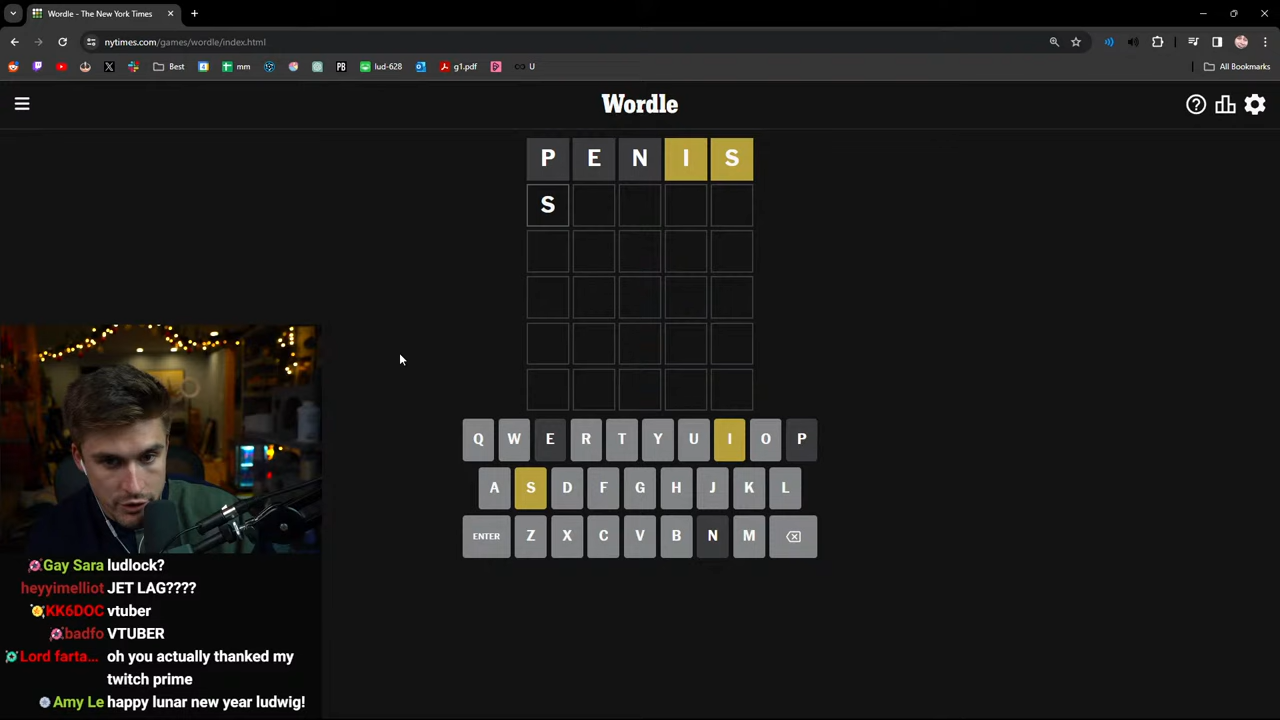 Wordle - The New York Times
nytimes.com/games/wordle/index.html
Best
mm
PB
lud-628
g1.pdf
U
All Bookmarks
Wordle
P E N I S
S
Q W E R T Y U I O P
A S D F G H J K L
ENTER Z X C V B N M
Gay Sara ludlock?
heyyimelliot JET LAG????
KK6DOC vtuber
badfo VTUBER
Lord farta... oh you actually thanked my
twitch prime
Amy Le happy lunar new year ludwig!